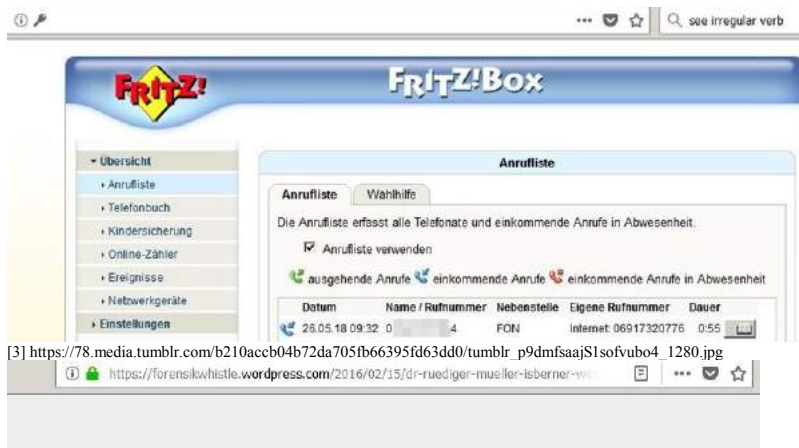 see irregular verb
FRITZ!
FRITZ!Box
Übersicht
Anrufliste
Telefonbuch
Kindersicherung
Online-Zähler
Ereignisse
Netzwerkgeräte
Einstellungen
Anrufliste
Anrufliste Wahlhilfe
Die Anrufliste erfasst alle Telefonate und einkommende Anrufe in Abwesenheit.
Anrufliste verwenden
ausgehende Anrufe einkommende Anrufe einkommende Anrufe in Abwesenheit
Datum Name / Rufnummer Nebenstelle Eigene Rufnummer Dauer
26.05.18 09:32 0 4 FON Internet: 06917320776 0:55
[3] https://78.media.tumblr.com/b210accb04b72da705fb66395fd63dd0/tumblr_p9dmfsaajS1sofvubo4_1280.jpg
https://forensikwhistle.wordpress.com/2016/02/15/dr-ruediger-mueller-isberner-